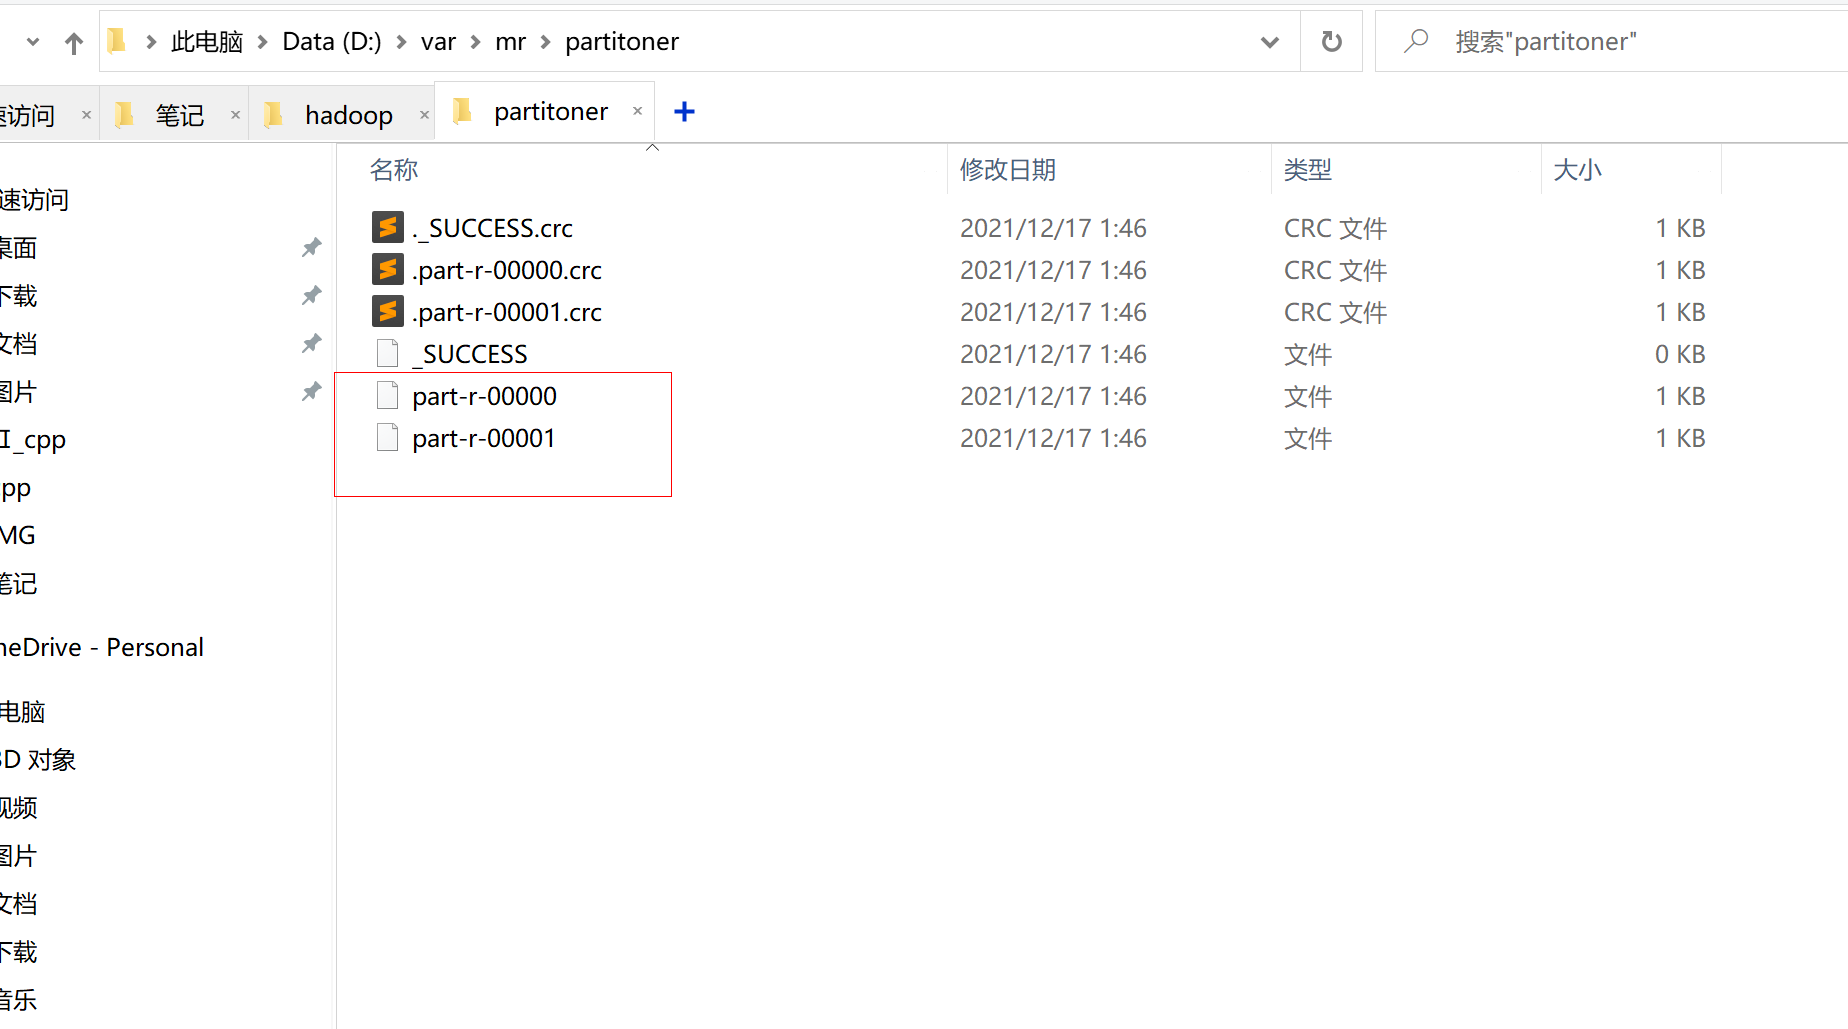 此电脑 Data (D:) var mr partitoner 搜索"partitoner"
速访问 笔记 hadoop partitoner
名称 修改日期 类型 大小
速访问
桌面
下载
文档
图片
I_cpp
pp
MG
笔记
neDrive - Personal
电脑
3D 对象
视频
图片
文档
下载
音乐
._SUCCESS.crc 2021/12/17 1:46 CRC 文件 1 KB
.part-r-00000.crc 2021/12/17 1:46 CRC 文件 1 KB
.part-r-00001.crc 2021/12/17 1:46 CRC 文件 1 KB
_SUCCESS 2021/12/17 1:46 文件 0 KB
part-r-00000 2021/12/17 1:46 文件 1 KB
part-r-00001 2021/12/17 1:46 文件 1 KB